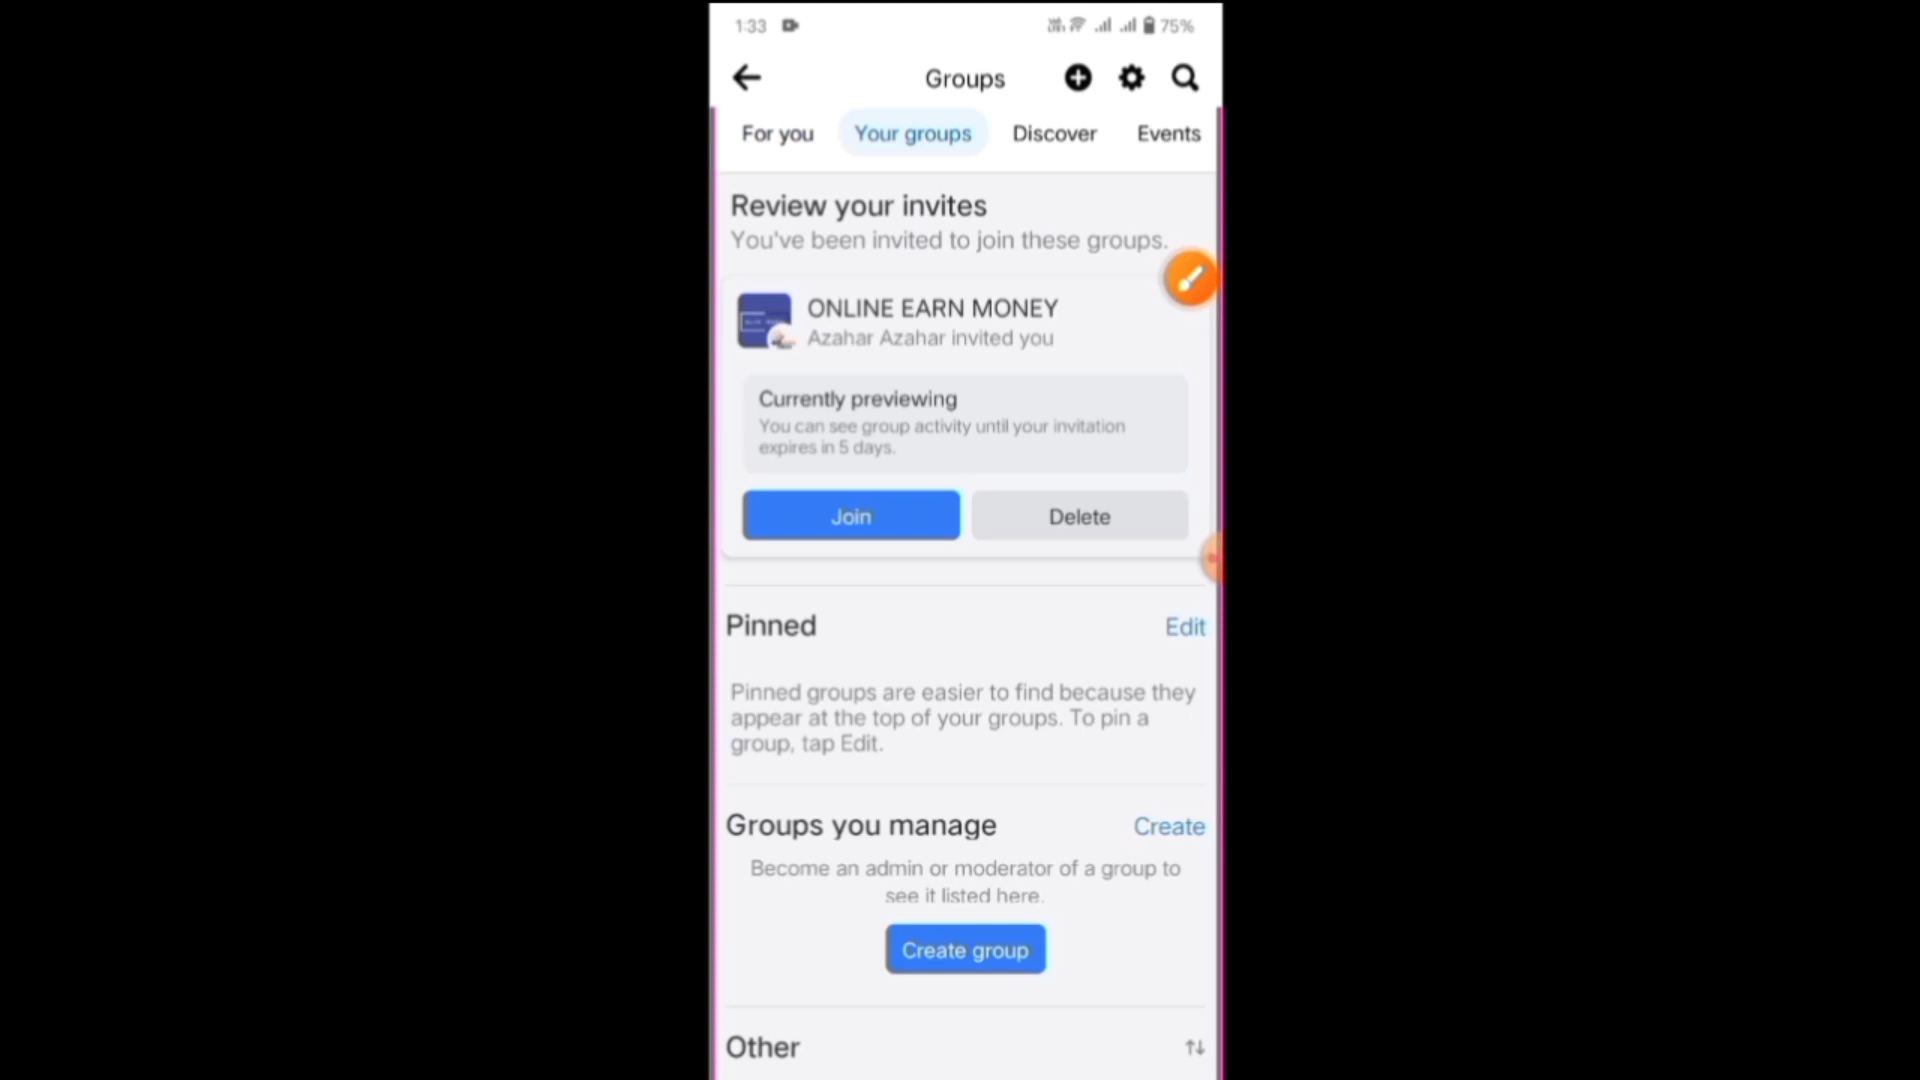 1:33
75%
Groups
For you
Your groups
Discover
Events
Review your invites
You've been invited to join these groups.
ONLINE EARN MONEY
Azahar Azahar invited you
Currently previewing
You can see group activity until your invitation
expires in 5 days.
Join
Delete
Pinned
Edit
Pinned groups are easier to find because they
appear at the top of your groups. To pin a
group, tap Edit.
Groups you manage
Create
Become an admin or moderator of a group to
see it listed here.
Create group
Other